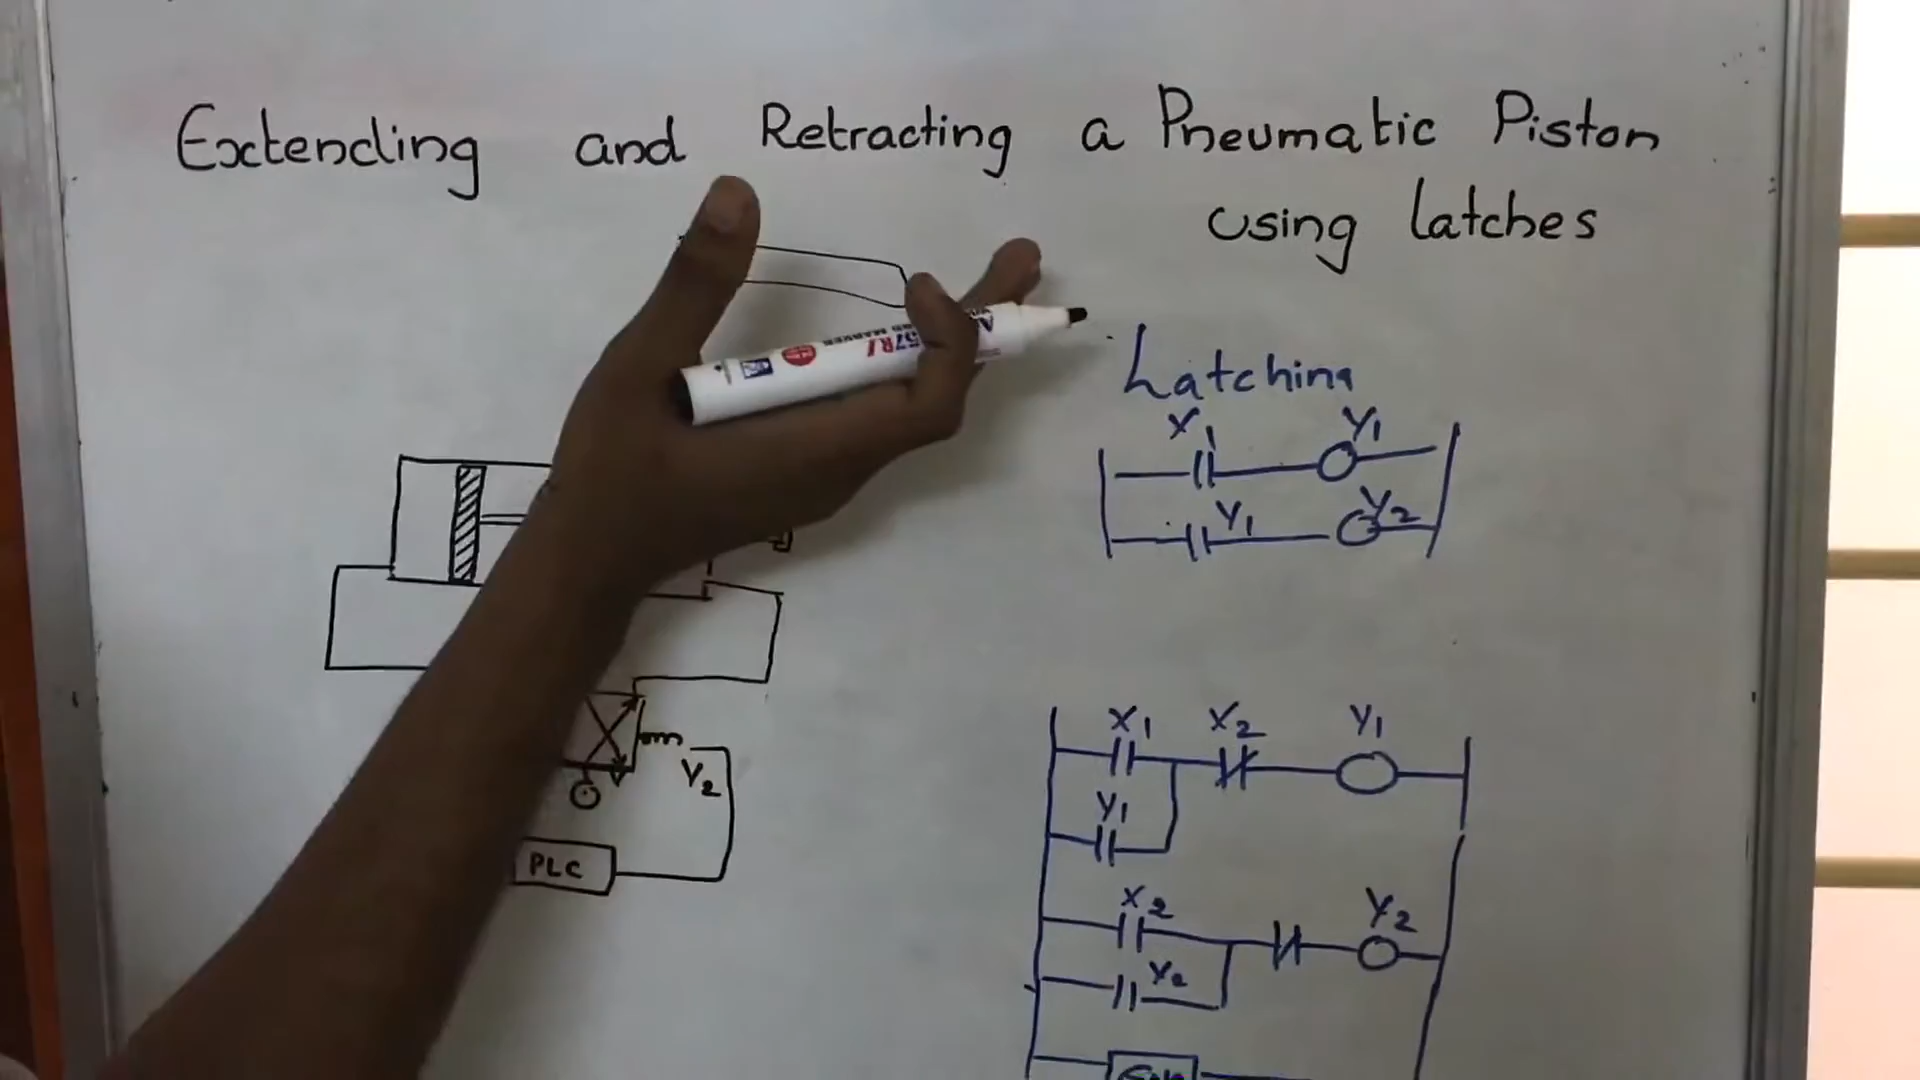 Extending and Retracting a Pneumatic Piston
using latches
Latching
X1 Y1
Y1 Y2
X1 X2 Y1
Y1
X2 Y2
Y2
V2
PLC